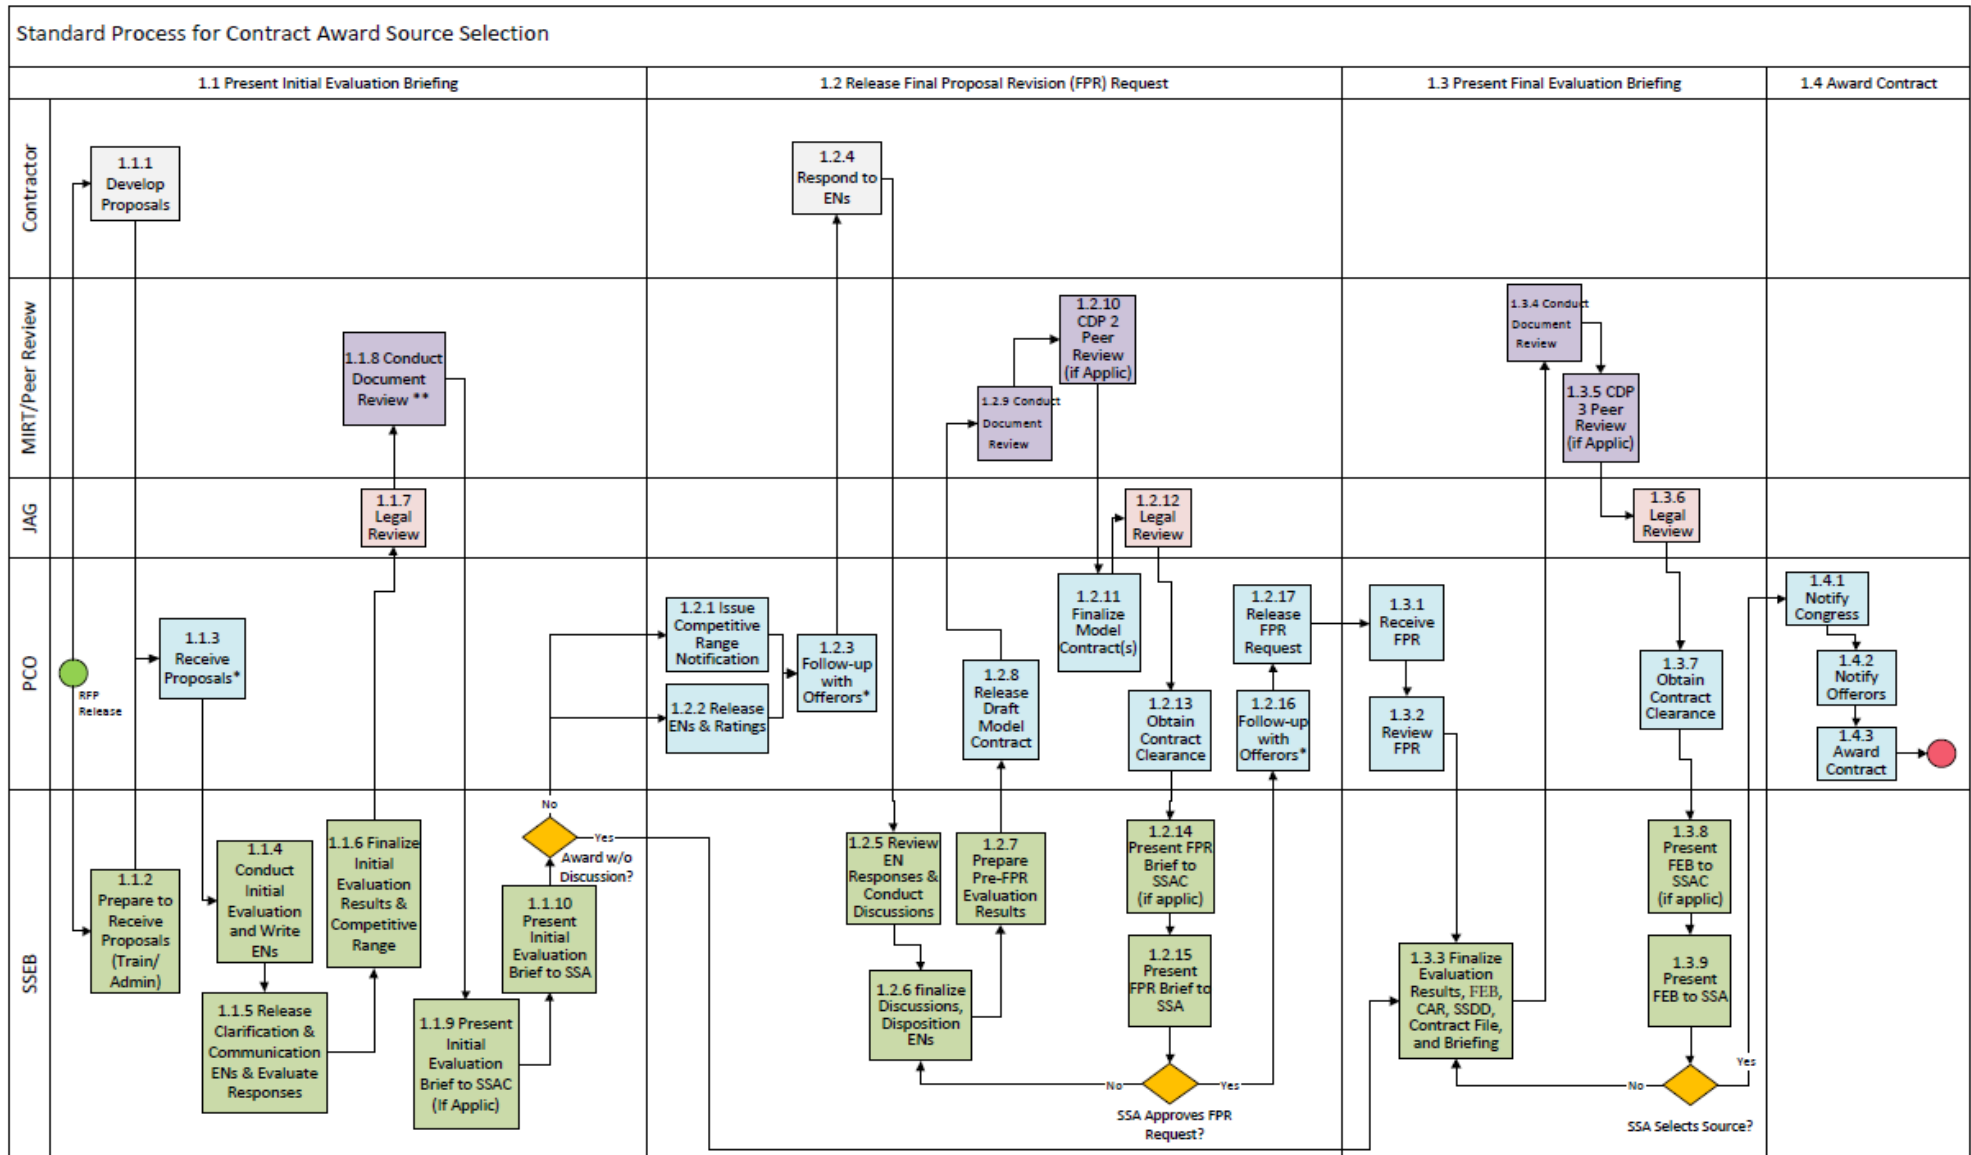 Standard Process for Contract Award Source Selection
1.1 Present Initial Evaluation Briefing
1.2 Release Final Proposal Revision (FPR) Request
1.3 Present Final Evaluation Briefing
1.4 Award Contract
Contractor
1.1.1
Develop
Proposals
1.2.4
Respond to
ENs
MIRT/Peer Review
1.1.8 Conduct
Document
Review **
1.2.9 Conduct
Document
Review
1.2.10
CDP 2
Peer
Review
(if Applic)
1.3.4 Conduct
Document
Review
1.3.5 CDP
3 Peer
Review
(if Applic)
JAG
1.1.7
Legal
Review
1.2.12
Legal
Review
1.3.6
Legal
Review
PCO
RFP
Release
1.1.3
Receive
Proposals*
1.2.1 Issue
Competitive
Range
Notification
1.2.2 Release
ENs & Ratings
1.2.3
Follow-up
with
Offerors*
1.2.8
Release
Draft
Model
Contract
1.2.11
Finalize
Model
Contract(s)
1.2.13
Obtain
Contract
Clearance
1.2.17
Release
FPR
Request
1.2.16
Follow-up
with
Offerors*
1.3.1
Receive
FPR
1.3.2
Review
FPR
1.3.7
Obtain
Contract
Clearance
1.4.1
Notify
Congress
1.4.2
Notify
Offerors
1.4.3
Award
Contract
SSEB
1.1.2
Prepare to
Receive
Proposals
(Train/
Admin)
1.1.4
Conduct
Initial
Evaluation
and Write
ENs
1.1.5 Release
Clarification &
Communication
ENs & Evaluate
Responses
1.1.6 Finalize
Initial
Evaluation
Results &
Competitive
Range
1.1.9 Present
Initial
Evaluation
Brief to SSAC
(If Applic)
1.1.10
Present
Initial
Evaluation
Brief to SSA
No
Yes
Award w/o
Discussion?
1.2.5 Review
EN
Responses &
Conduct
Discussions
1.2.6 finalize
Discussions,
Disposition
ENs
1.2.7
Prepare
Pre-FPR
Evaluation
Results
1.2.14
Present FPR
Brief to
SSAC
(if applic)
1.2.15
Present
FPR Brief to
SSA
No
Yes
SSA Approves FPR
Request?
1.3.3 Finalize
Evaluation
Results, FEB,
CAR, SSDD,
Contract File,
and Briefing
1.3.8
Present
FEB to
SSAC
(if applic)
1.3.9
Present
FEB to SSA
No
Yes
SSA Selects Source?